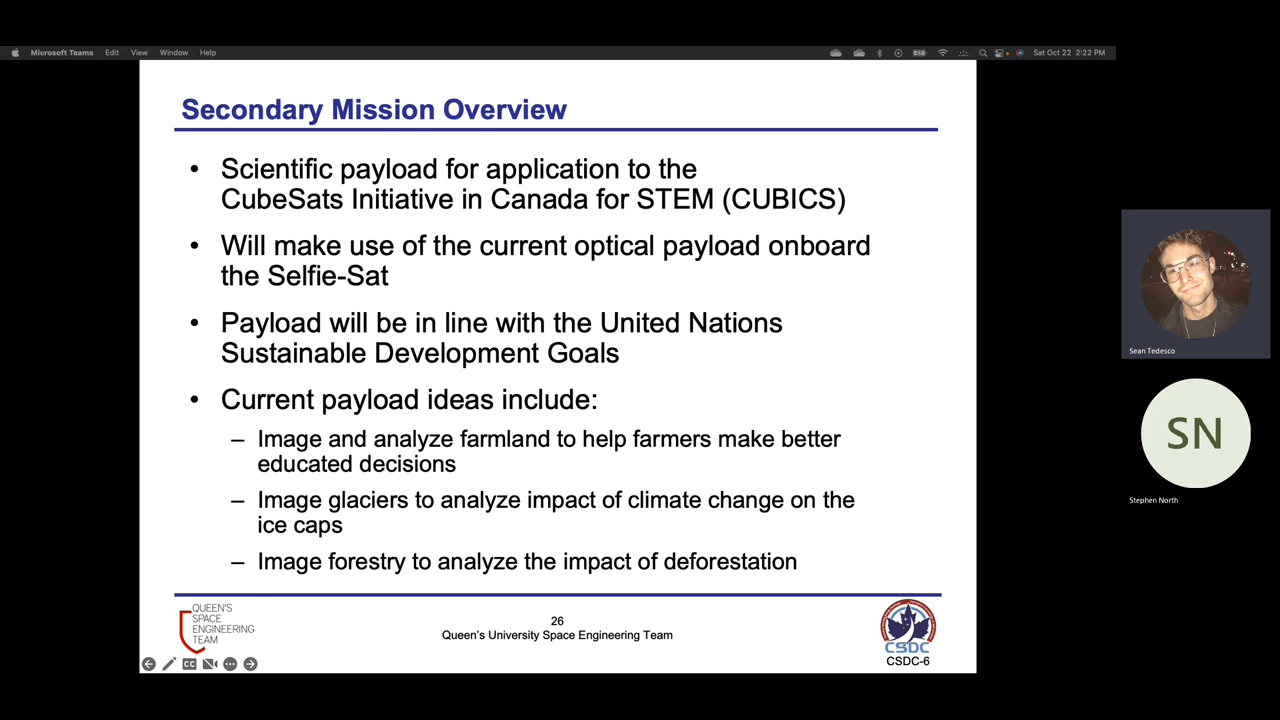 Microsoft Teams Edit View Window Help Sat Oct 22 2:22 PM
Secondary Mission Overview
• Scientific payload for application to the
CubeSats Initiative in Canada for STEM (CUBICS)
• Will make use of the current optical payload onboard
the Selfie-Sat
• Payload will be in line with the United Nations
Sustainable Development Goals
• Current payload ideas include:
– Image and analyze farmland to help farmers make better
educated decisions
– Image glaciers to analyze impact of climate change on the
ice caps
– Image forestry to analyze the impact of deforestation
QUEEN'S
SPACE
ENGINEERING
TEAM
26
Queen's University Space Engineering Team
CSDC
CSDC-6
CC
Sean Tedesco
SN
Stephen North